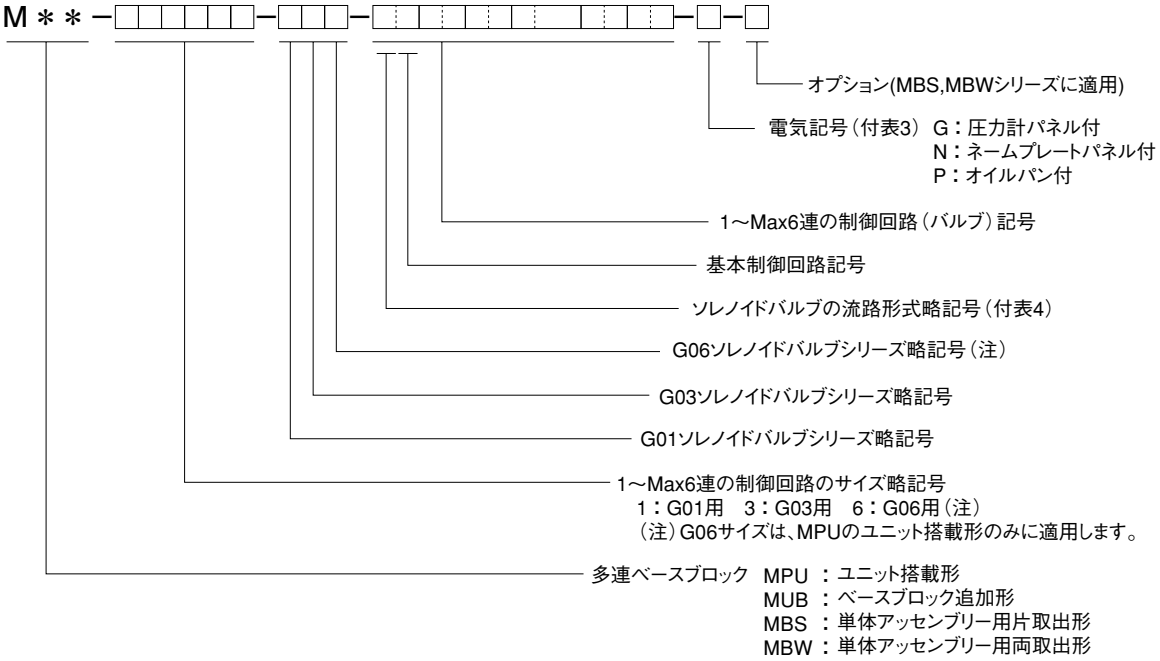 M＊＊－□□□□□□－□□□－□□□□□□□□□□□－□－□
オプション(MBS,MBWシリーズに適用)
電気記号（付表3） G：圧力計パネル付
N：ネームプレートパネル付
P：オイルパン付
1～Max6連の制御回路（バルブ）記号
基本制御回路記号
ソレノイドバルブの流路形式略記号（付表4）
G06ソレノイドバルブシリーズ略記号（注）
G03ソレノイドバルブシリーズ略記号
G01ソレノイドバルブシリーズ略記号
1～Max6連の制御回路のサイズ略記号
1：G01用 3：G03用 6：G06用（注）
（注）G06サイズは、MPUのユニット搭載形のみに適用します。
多連ベースブロック MPU ：ユニット搭載形
MUB ：ベースブロック追加形
MBS ：単体アッセンブリー用片取出形
MBW ：単体アッセンブリー用両取出形